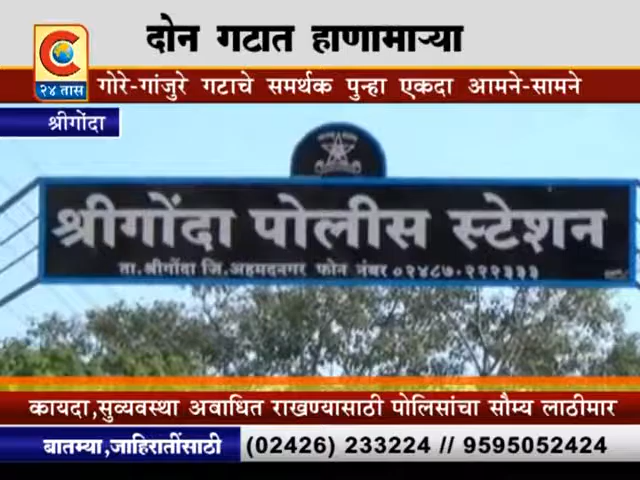 दोन गटात हाणामाऱ्या
C
२४ तास
गोरे-गांजुरे गटाचे समर्थक पुन्हा एकदा आमने-सामने
श्रीगोंदा
श्रीगोंदा पोलीस स्टेशन
ता.श्रीगोंदा जि.अहमदनगर फोन नंबर ०२४८७-२२२३३३
कायदा,सुव्यवस्था अवाधित राखण्यासाठी पोलिसांचा सौम्य लाठीमार
बातम्या,जाहिरातींसाठी (02426) 233224 // 9595052424